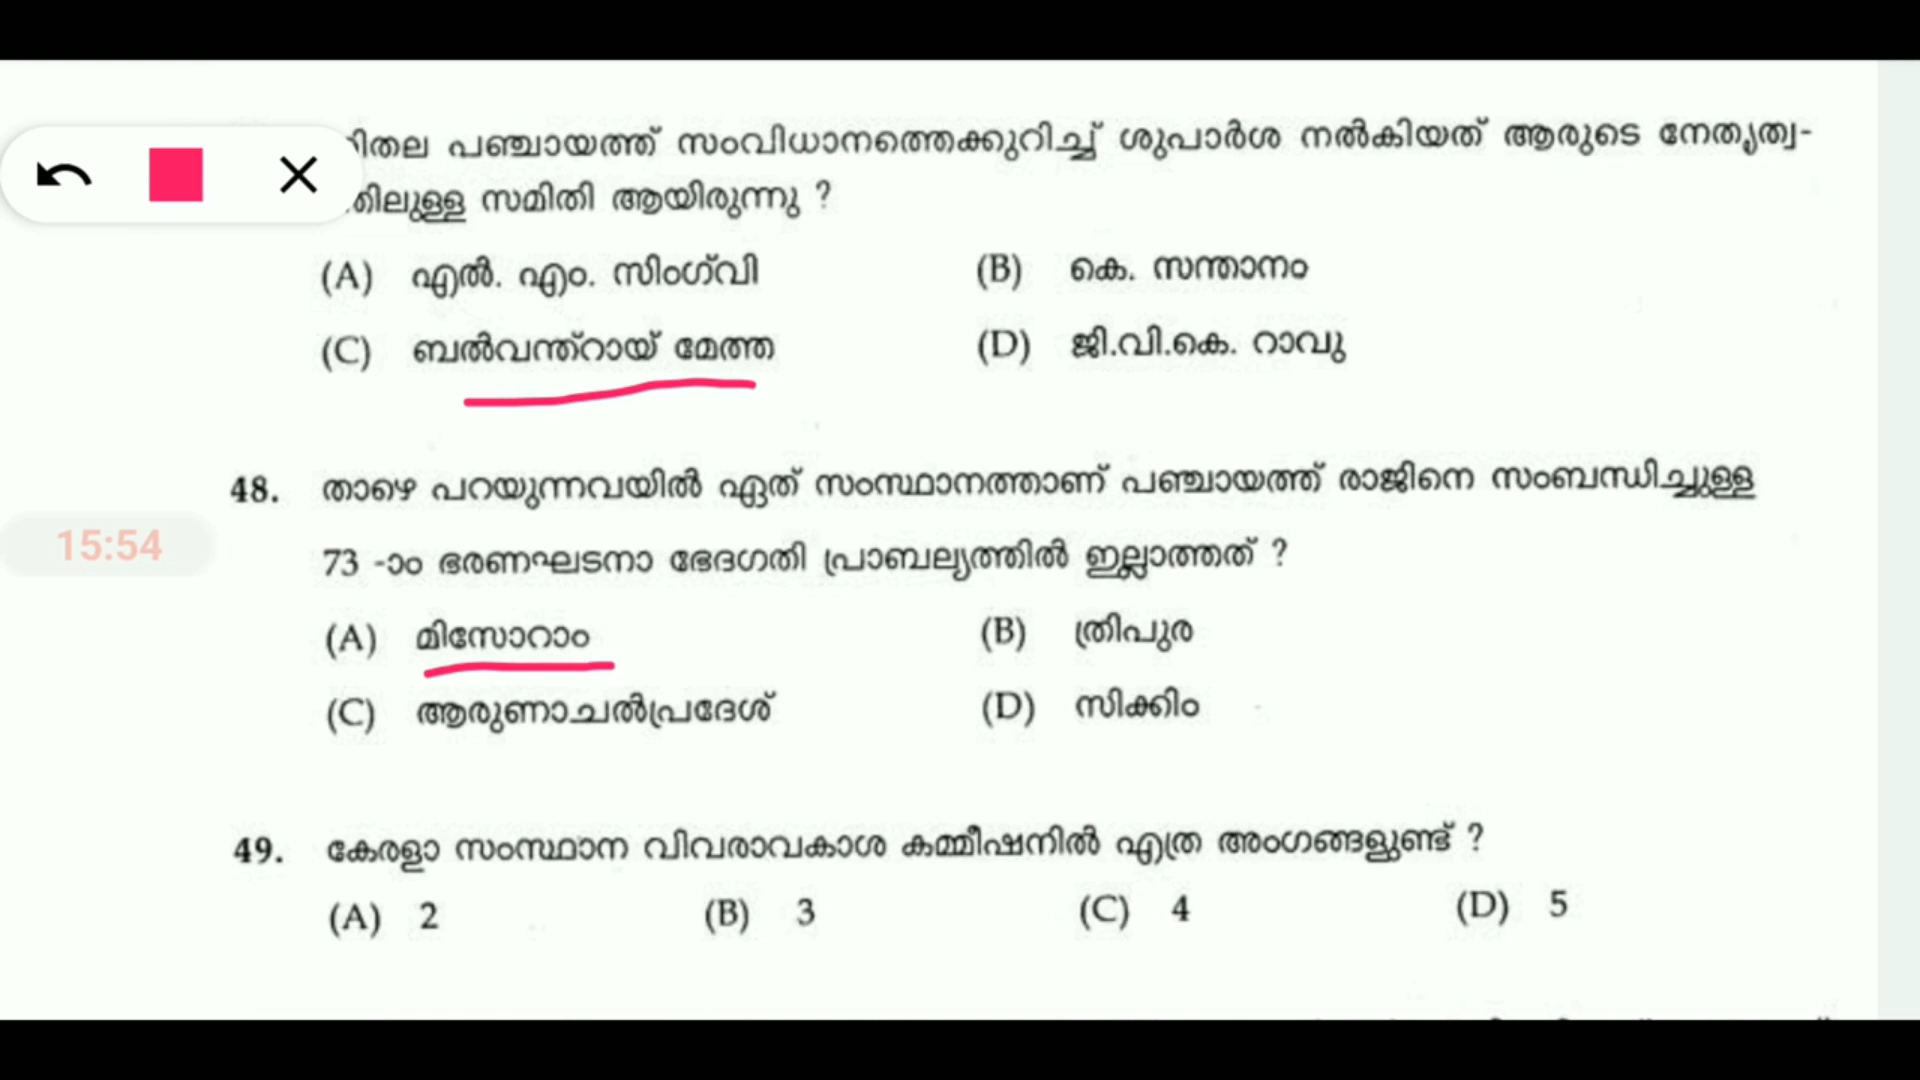 പഞ്ചായത്ത് സംവിധാനത്തെക്കുറിച്ച് ശുപാർശ നൽകിയത് ആരുടെ നേതൃത്വ-
സമിതി ആയിരുന്നു ?
(A) എൽ. എം. സിംഗ്‌വി (B) കെ. സന്താനം
(C) ബൽവന്ത്റായ് മേത്ത (D) ജി.വി.കെ. റാവു
48. താഴെ പറയുന്നവയിൽ ഏത് സംസ്ഥാനത്താണ് പഞ്ചായത്ത് രാജിനെ സംബന്ധിച്ചുള്ള
15:54
73 -ാം ഭരണഘടനാ ഭേദഗതി പ്രാബല്യത്തിൽ ഇല്ലാത്തത് ?
(A) മിസോറാം (B) ത്രിപുര
(C) ആരുണാചൽപ്രദേശ് (D) സിക്കിം
49. കേരളാ സംസ്ഥാന വിവരാവകാശ കമ്മീഷനിൽ എത്ര അംഗങ്ങളുണ്ട് ?
(A) 2 (B) 3 (C) 4 (D) 5